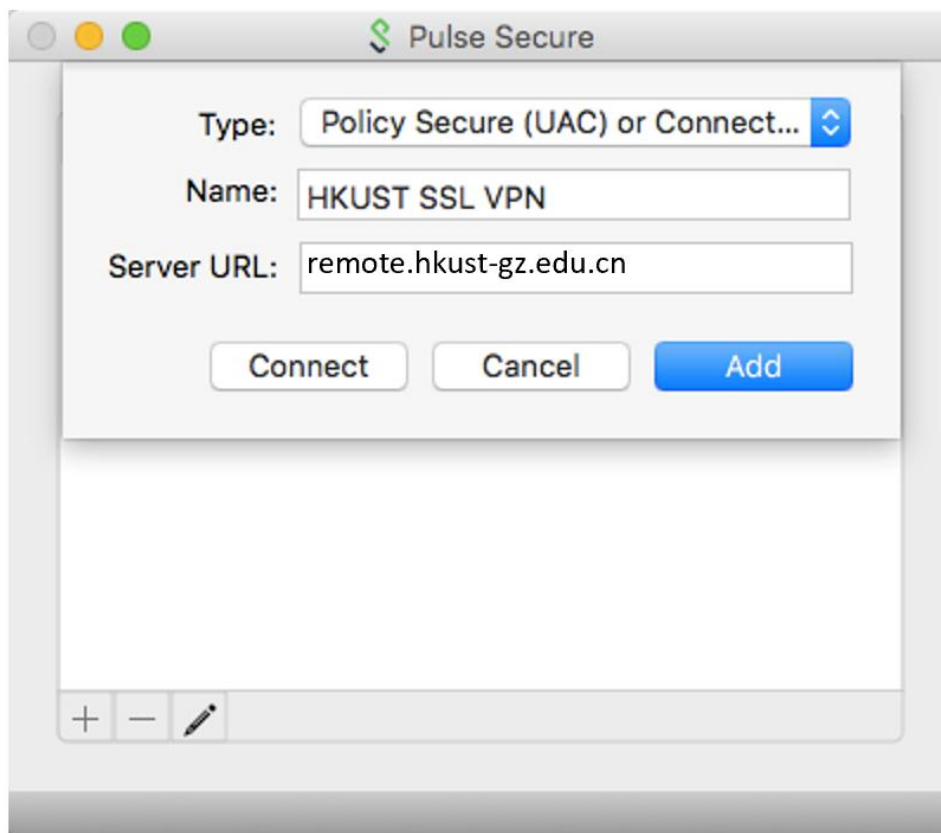 Pulse Secure
Type: Policy Secure (UAC) or Connect...
Name: HKUST SSL VPN
Server URL: remote.hkust-gz.edu.cn
Connect Cancel Add